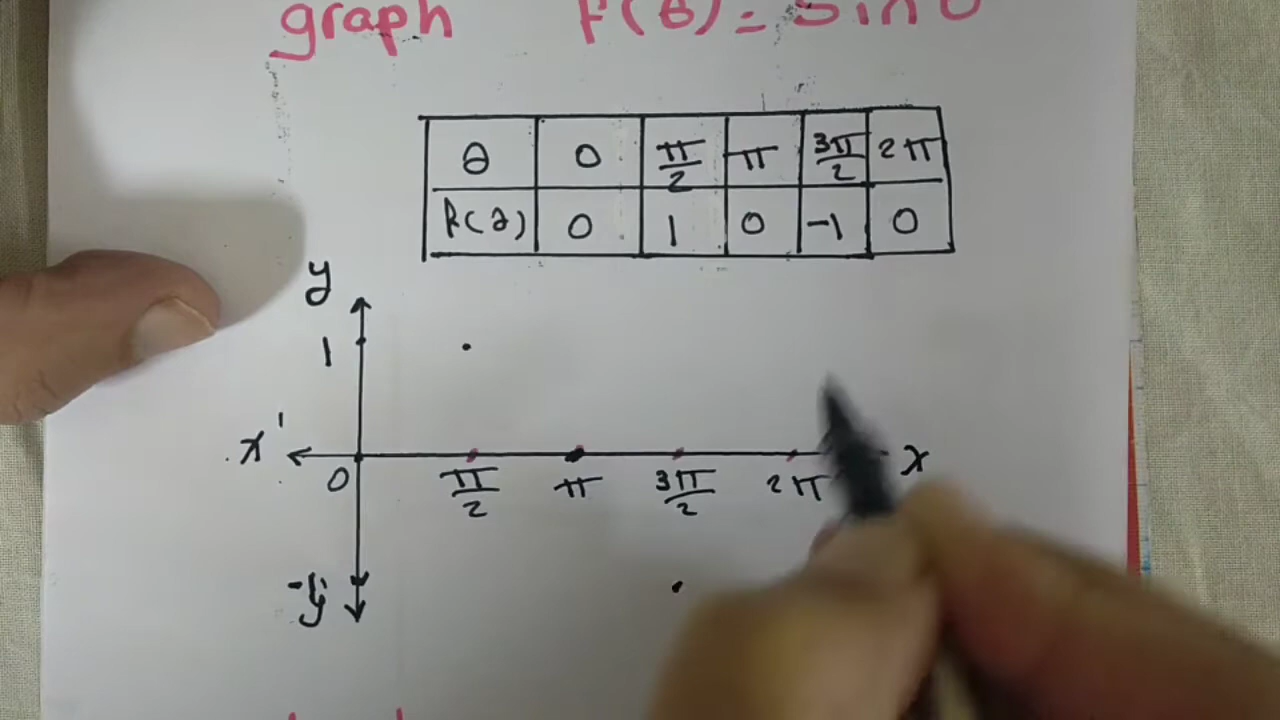 graph F(θ) = Sin θ
θ 0 π/2 π 3π/2 2π
F(θ) 0 1 0 -1 0
y
1
x' x
0 π/2 π 3π/2 2π